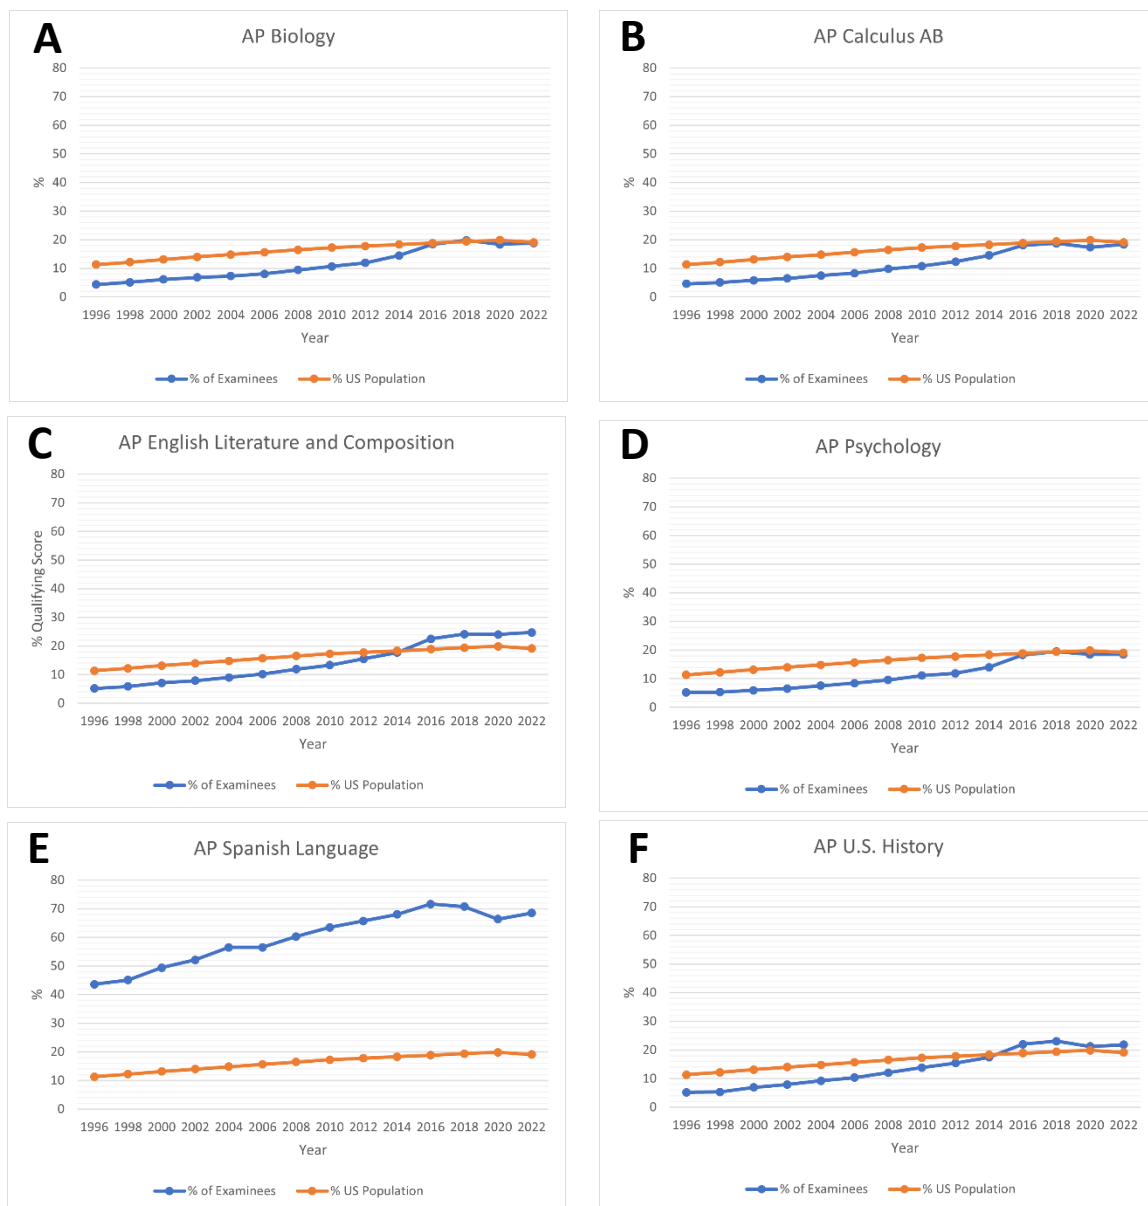 A
AP Biology
80
70
60
50
40
30
20
10
0
%
1996 1998 2000 2002 2004 2006 2008 2010 2012 2014 2016 2018 2020 2022
Year
% of Examinees % US Population
B
AP Calculus AB
80
70
60
50
40
30
20
10
0
%
1996 1998 2000 2002 2004 2006 2008 2010 2012 2014 2016 2018 2020 2022
Year
% of Examinees % US Population
C
AP English Literature and Composition
80
70
60
50
40
30
20
10
0
% Qualifying Score
1996 1998 2000 2002 2004 2006 2008 2010 2012 2014 2016 2018 2020 2022
Year
% of Examinees % US Population
D
AP Psychology
80
70
60
50
40
30
20
10
0
%
1996 1998 2000 2002 2004 2006 2008 2010 2012 2014 2016 2018 2020 2022
Year
% of Examinees % US Population
E
AP Spanish Language
80
70
60
50
40
30
20
10
0
%
1996 1998 2000 2002 2004 2006 2008 2010 2012 2014 2016 2018 2020 2022
Year
% of Examinees % US Population
F
AP U.S. History
80
70
60
50
40
30
20
10
0
%
1996 1998 2000 2002 2004 2006 2008 2010 2012 2014 2016 2018 2020 2022
Year
% of Examinees % US Population